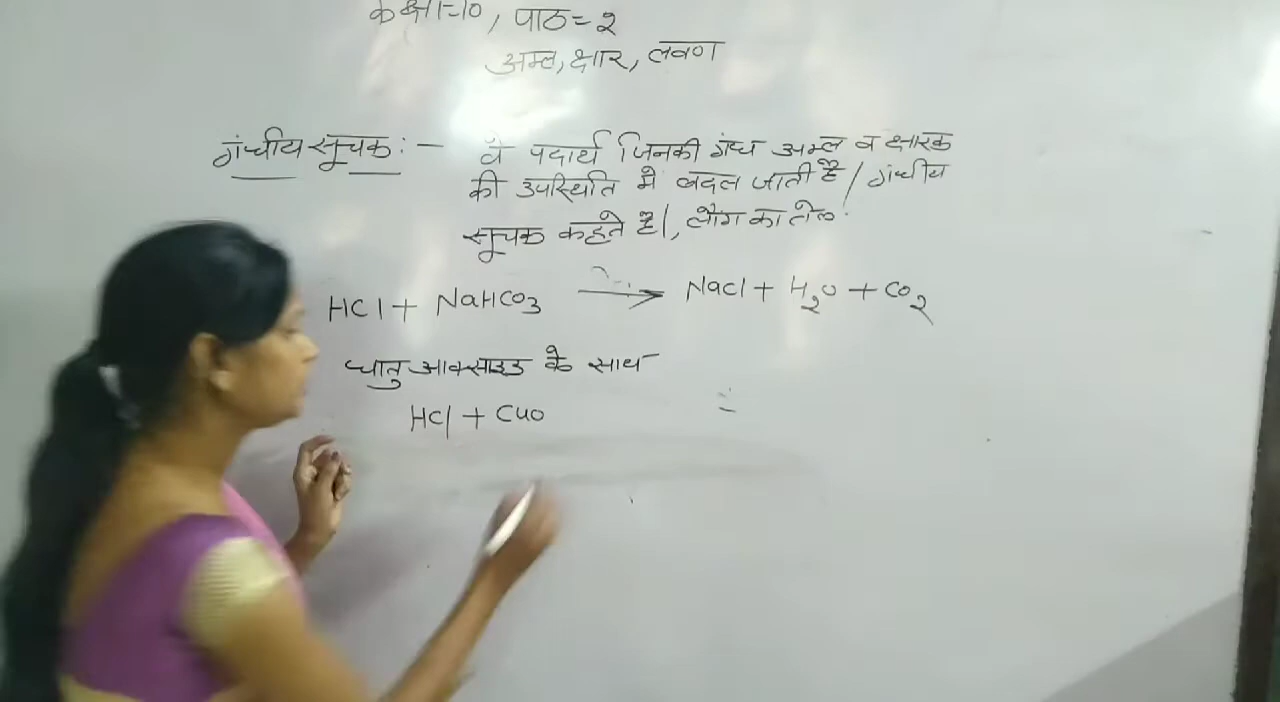 कक्षा=10, पाठ=2
अम्ल, क्षार, लवण
गंधीय सूचक :- वे पदार्थ जिनकी गंध अम्ल व क्षारक
की उपस्थिति में बदल जाती है / गंधीय
सूचक कहते है |, लौंग का तेल.
HCl + NaHCO3 → NaCl + H2O + CO2
धातु आक्साइड के साथ
HCl + CuO